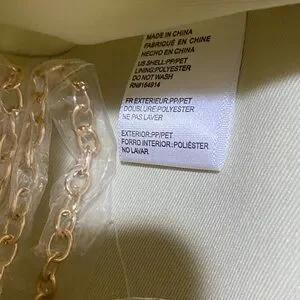 MADE IN CHINA
FABRIQUÉ EN CHINE
HECHO EN CHINA
US SHELL:PP/PET
LINING:POLYESTER
DO NOT WASH
RN#164914
FR EXTERIEUR:PP/PET
DOUSLURE:POLYESTER
NE PAS LAVER
EXTERIOR:PP/PET
FORRO INTERIOR:POLIÉSTER
NO LAVAR